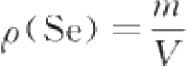 ρ(Se) = m/V